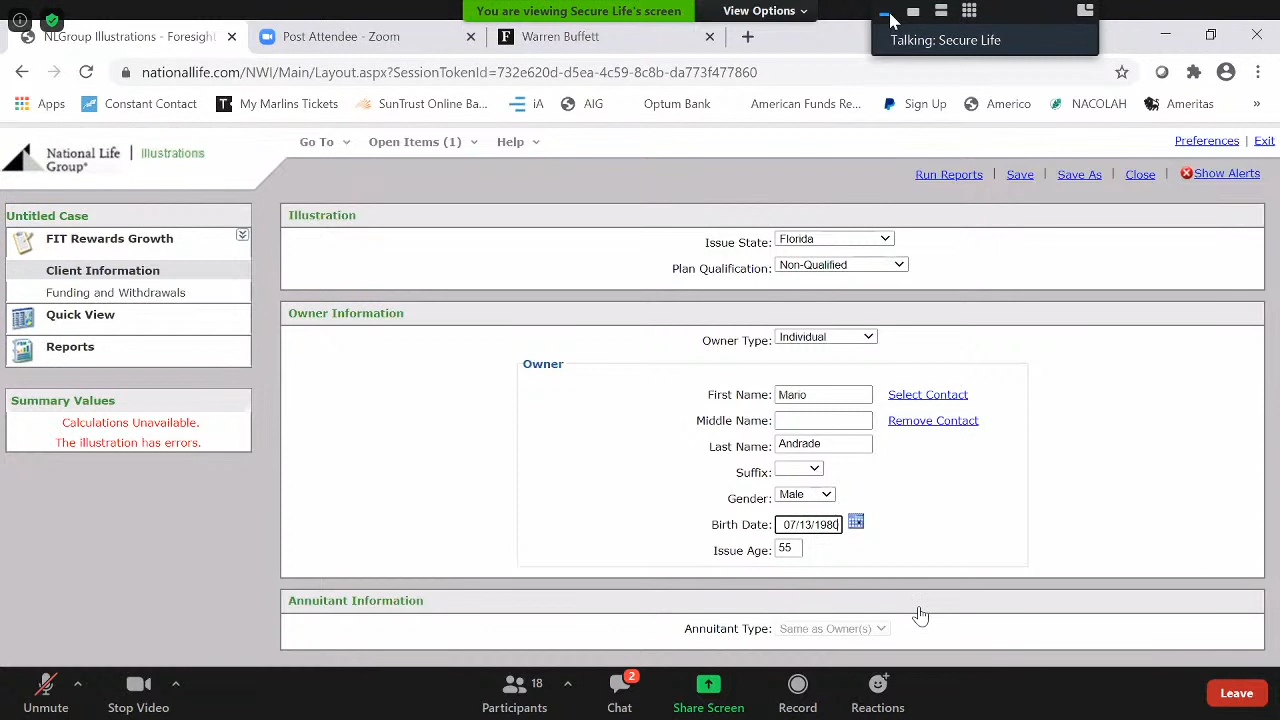 You are viewing Secure Life's screen
View Options
Talking: Secure Life
NLGroup Illustrations - Foresight
Post Attendee - Zoom
Warren Buffett
nationallife.com/NWI/Main/Layout.aspx?SessionTokenId=732e620d-d5ea-4c59-8c8b-da773f477860
Apps
Constant Contact
My Marlins Tickets
SunTrust Online Ba...
iA
AIG
Optum Bank
American Funds Re...
Sign Up
Americo
NACOLAH
Ameritas
»
National Life Group®
Illustrations
Go To
Open Items (1)
Help
Preferences | Exit
Run Reports | Save | Save As | Close | Show Alerts
Untitled Case
FIT Rewards Growth
Client Information
Funding and Withdrawals
Quick View
Reports
Summary Values
Calculations Unavailable.
The illustration has errors.
Illustration
Issue State: Florida
Plan Qualification: Non-Qualified
Owner Information
Owner Type: Individual
Owner
First Name: Mario Select Contact
Middle Name: Remove Contact
Last Name: Andrade
Suffix:
Gender: Male
Birth Date: 07/13/1980
Issue Age: 55
Annuitant Information
Annuitant Type: Same as Owner(s)
Unmute
Stop Video
18
Participants
2
Chat
Share Screen
Record
Reactions
Leave